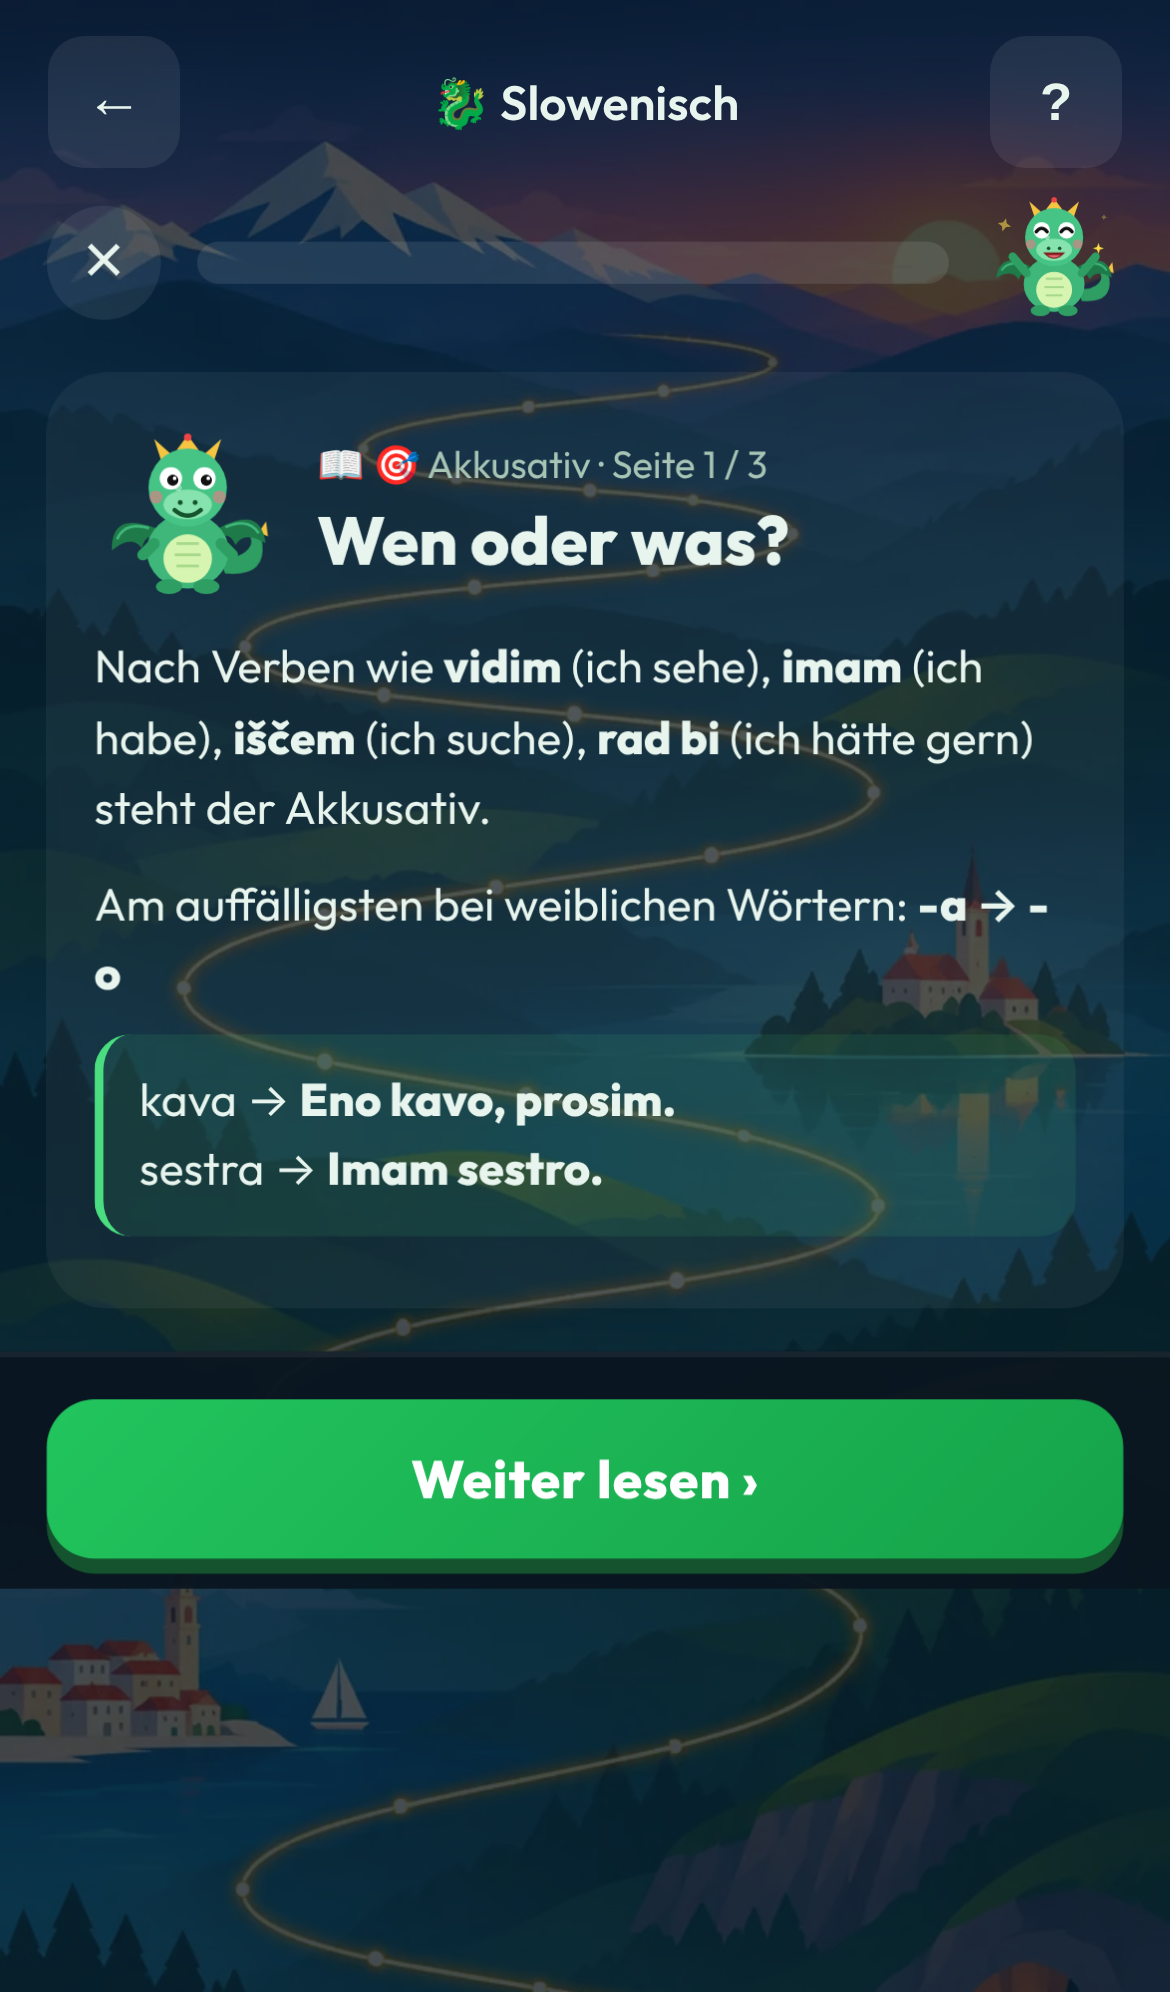 ←
🐉 Slowenisch
?
✕
📖 🎯 Akkusativ · Seite 1 / 3
Wen oder was?
Nach Verben wie vidim (ich sehe), imam (ich
habe), iščem (ich suche), rad bi (ich hätte gern)
steht der Akkusativ.
Am auffälligsten bei weiblichen Wörtern: -a → -
o
kava → Eno kavo, prosim.
sestra → Imam sestro.
Weiter lesen ›